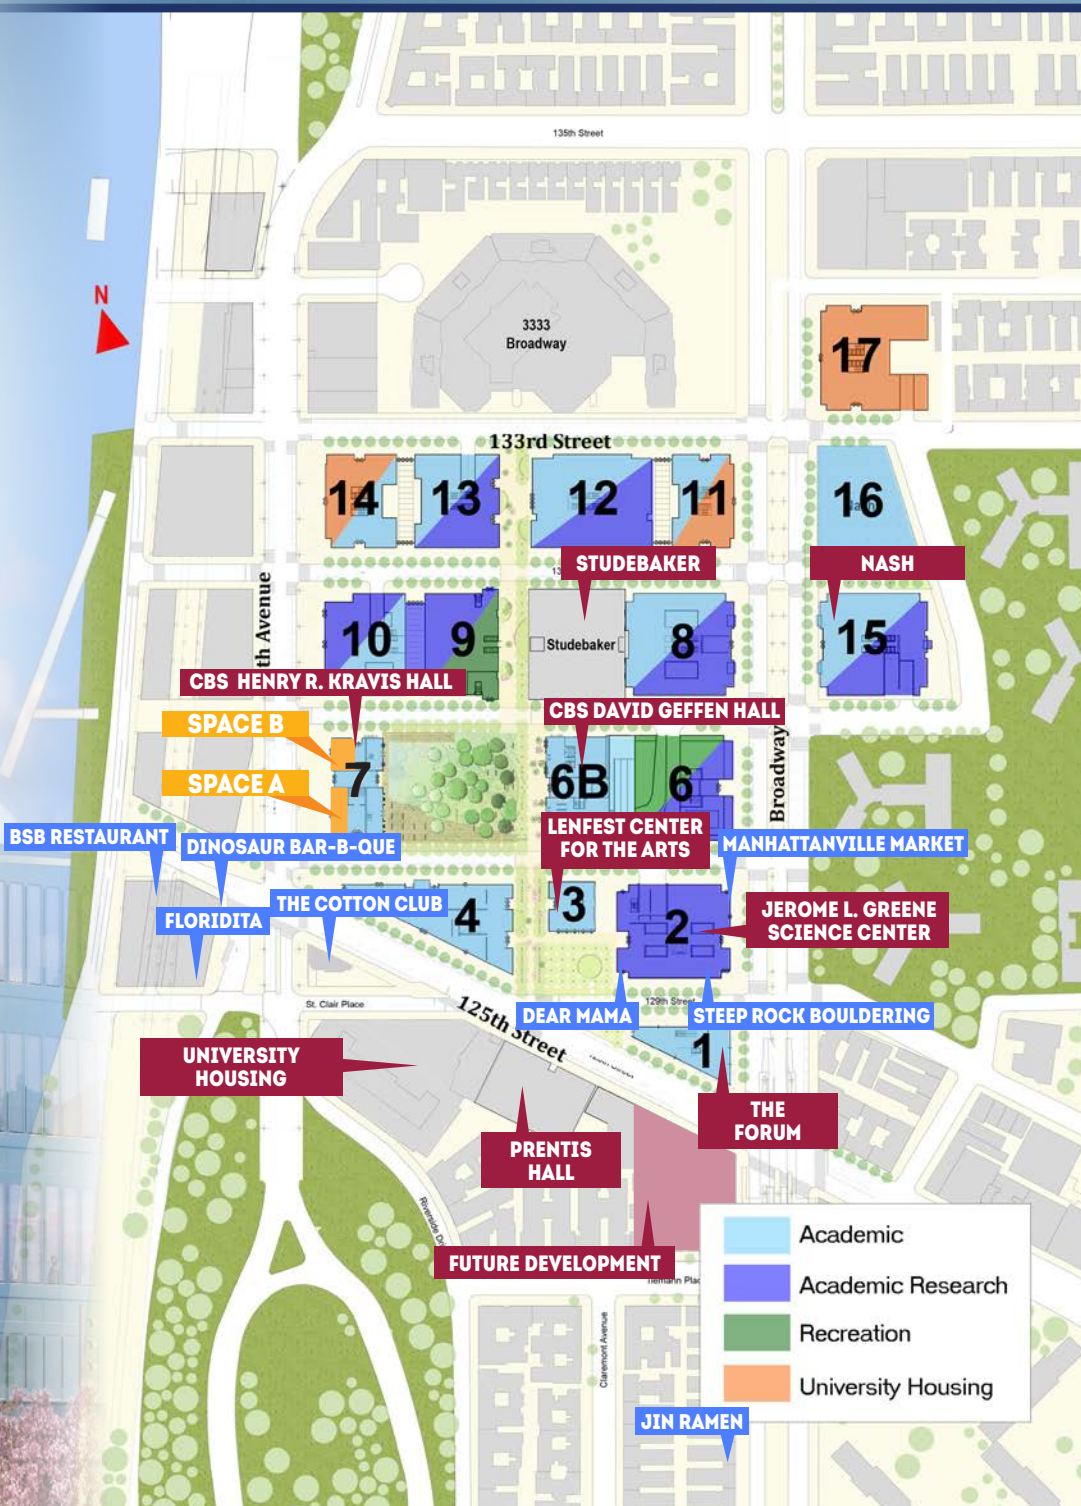 135th Street
N
3333
Broadway
17
133rd Street
14
13
12
11
16
STUDEBAKER
NASH
th Avenue
10
9
Studebaker
8
15
CBS HENRY R. KRAVIS HALL
CBS DAVID GEFFEN HALL
SPACE B
SPACE A
7
6B
6
Broadway
LENFEST CENTER
FOR THE ARTS
BSB RESTAURANT
DINOSAUR BAR-B-QUE
MANHATTANVILLE MARKET
THE COTTON CLUB
FLORIDITA
4
3
2
JEROME L. GREENE
SCIENCE CENTER
St. Clair Place
125th Street
129th Street
DEAR MAMA
STEEP ROCK BOULDERING
1
UNIVERSITY
HOUSING
THE
FORUM
PRENTIS
HALL
Riverside Dri
FUTURE DEVELOPMENT
Tiemann Plac
Claremont Avenue
Academic
Academic Research
Recreation
University Housing
JIN RAMEN